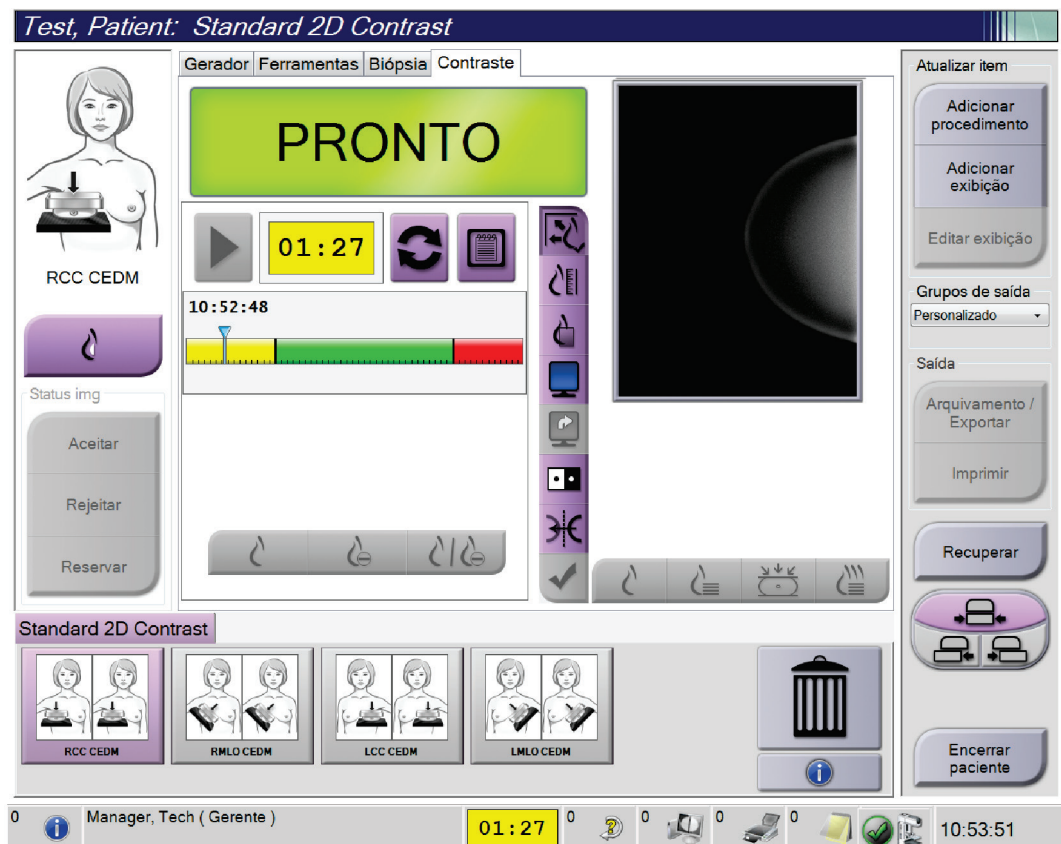 Test, Patient: Standard 2D Contrast
Gerador Ferramentas Biópsia Contraste
PRONTO
01:27
10:52:48
RCC CEDM
Status img
Aceitar
Rejeitar
Reservar
Atualizar item
Adicionar
procedimento
Adicionar
exibição
Editar exibição
Grupos de saída
Personalizado
Saída
Arquivamento /
Exportar
Imprimir
Recuperar
Encerrar
paciente
Standard 2D Contrast
RCC CEDM
RMLO CEDM
LCC CEDM
LMLO CEDM
0 Manager, Tech ( Gerente ) 01:27 0 0 0 0 10:53:51